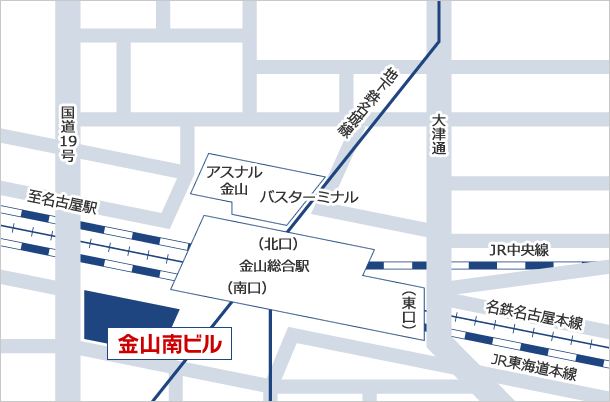 国道19号
地下鉄名城線
大津通
アスナル
金山
バスターミナル
至名古屋駅
（北口）
金山総合駅
（南口）
（東口）
JR中央線
名鉄名古屋本線
JR東海道本線
金山南ビル